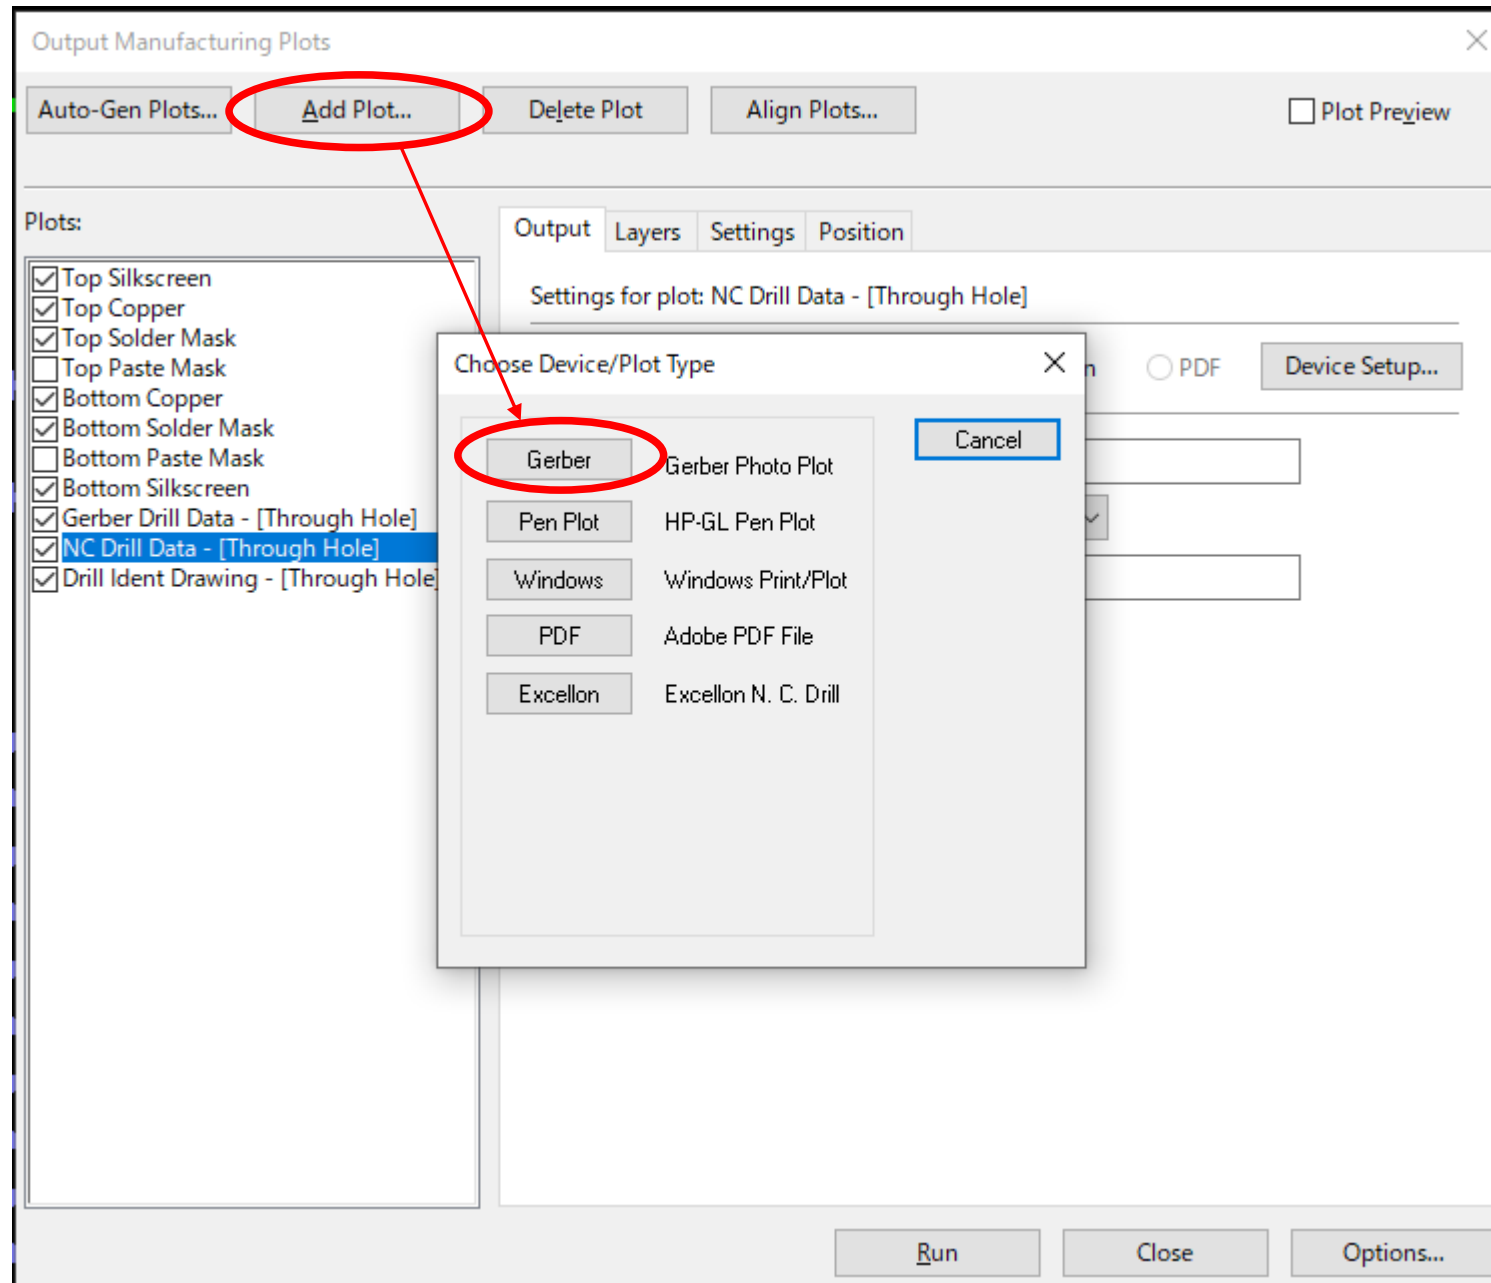 Output Manufacturing Plots
Auto-Gen Plots... Add Plot... Delete Plot Align Plots... Plot Preview
Plots:
Output Layers Settings Position
Top Silkscreen
Top Copper
Top Solder Mask
Top Paste Mask
Bottom Copper
Bottom Solder Mask
Bottom Paste Mask
Bottom Silkscreen
Gerber Drill Data - [Through Hole]
NC Drill Data - [Through Hole]
Drill Ident Drawing - [Through Hole]
Settings for plot: NC Drill Data - [Through Hole]
n PDF Device Setup...
Choose Device/Plot Type
Cancel
Gerber Gerber Photo Plot
Pen Plot HP-GL Pen Plot
Windows Windows Print/Plot
PDF Adobe PDF File
Excellon Excellon N. C. Drill
Run Close Options...